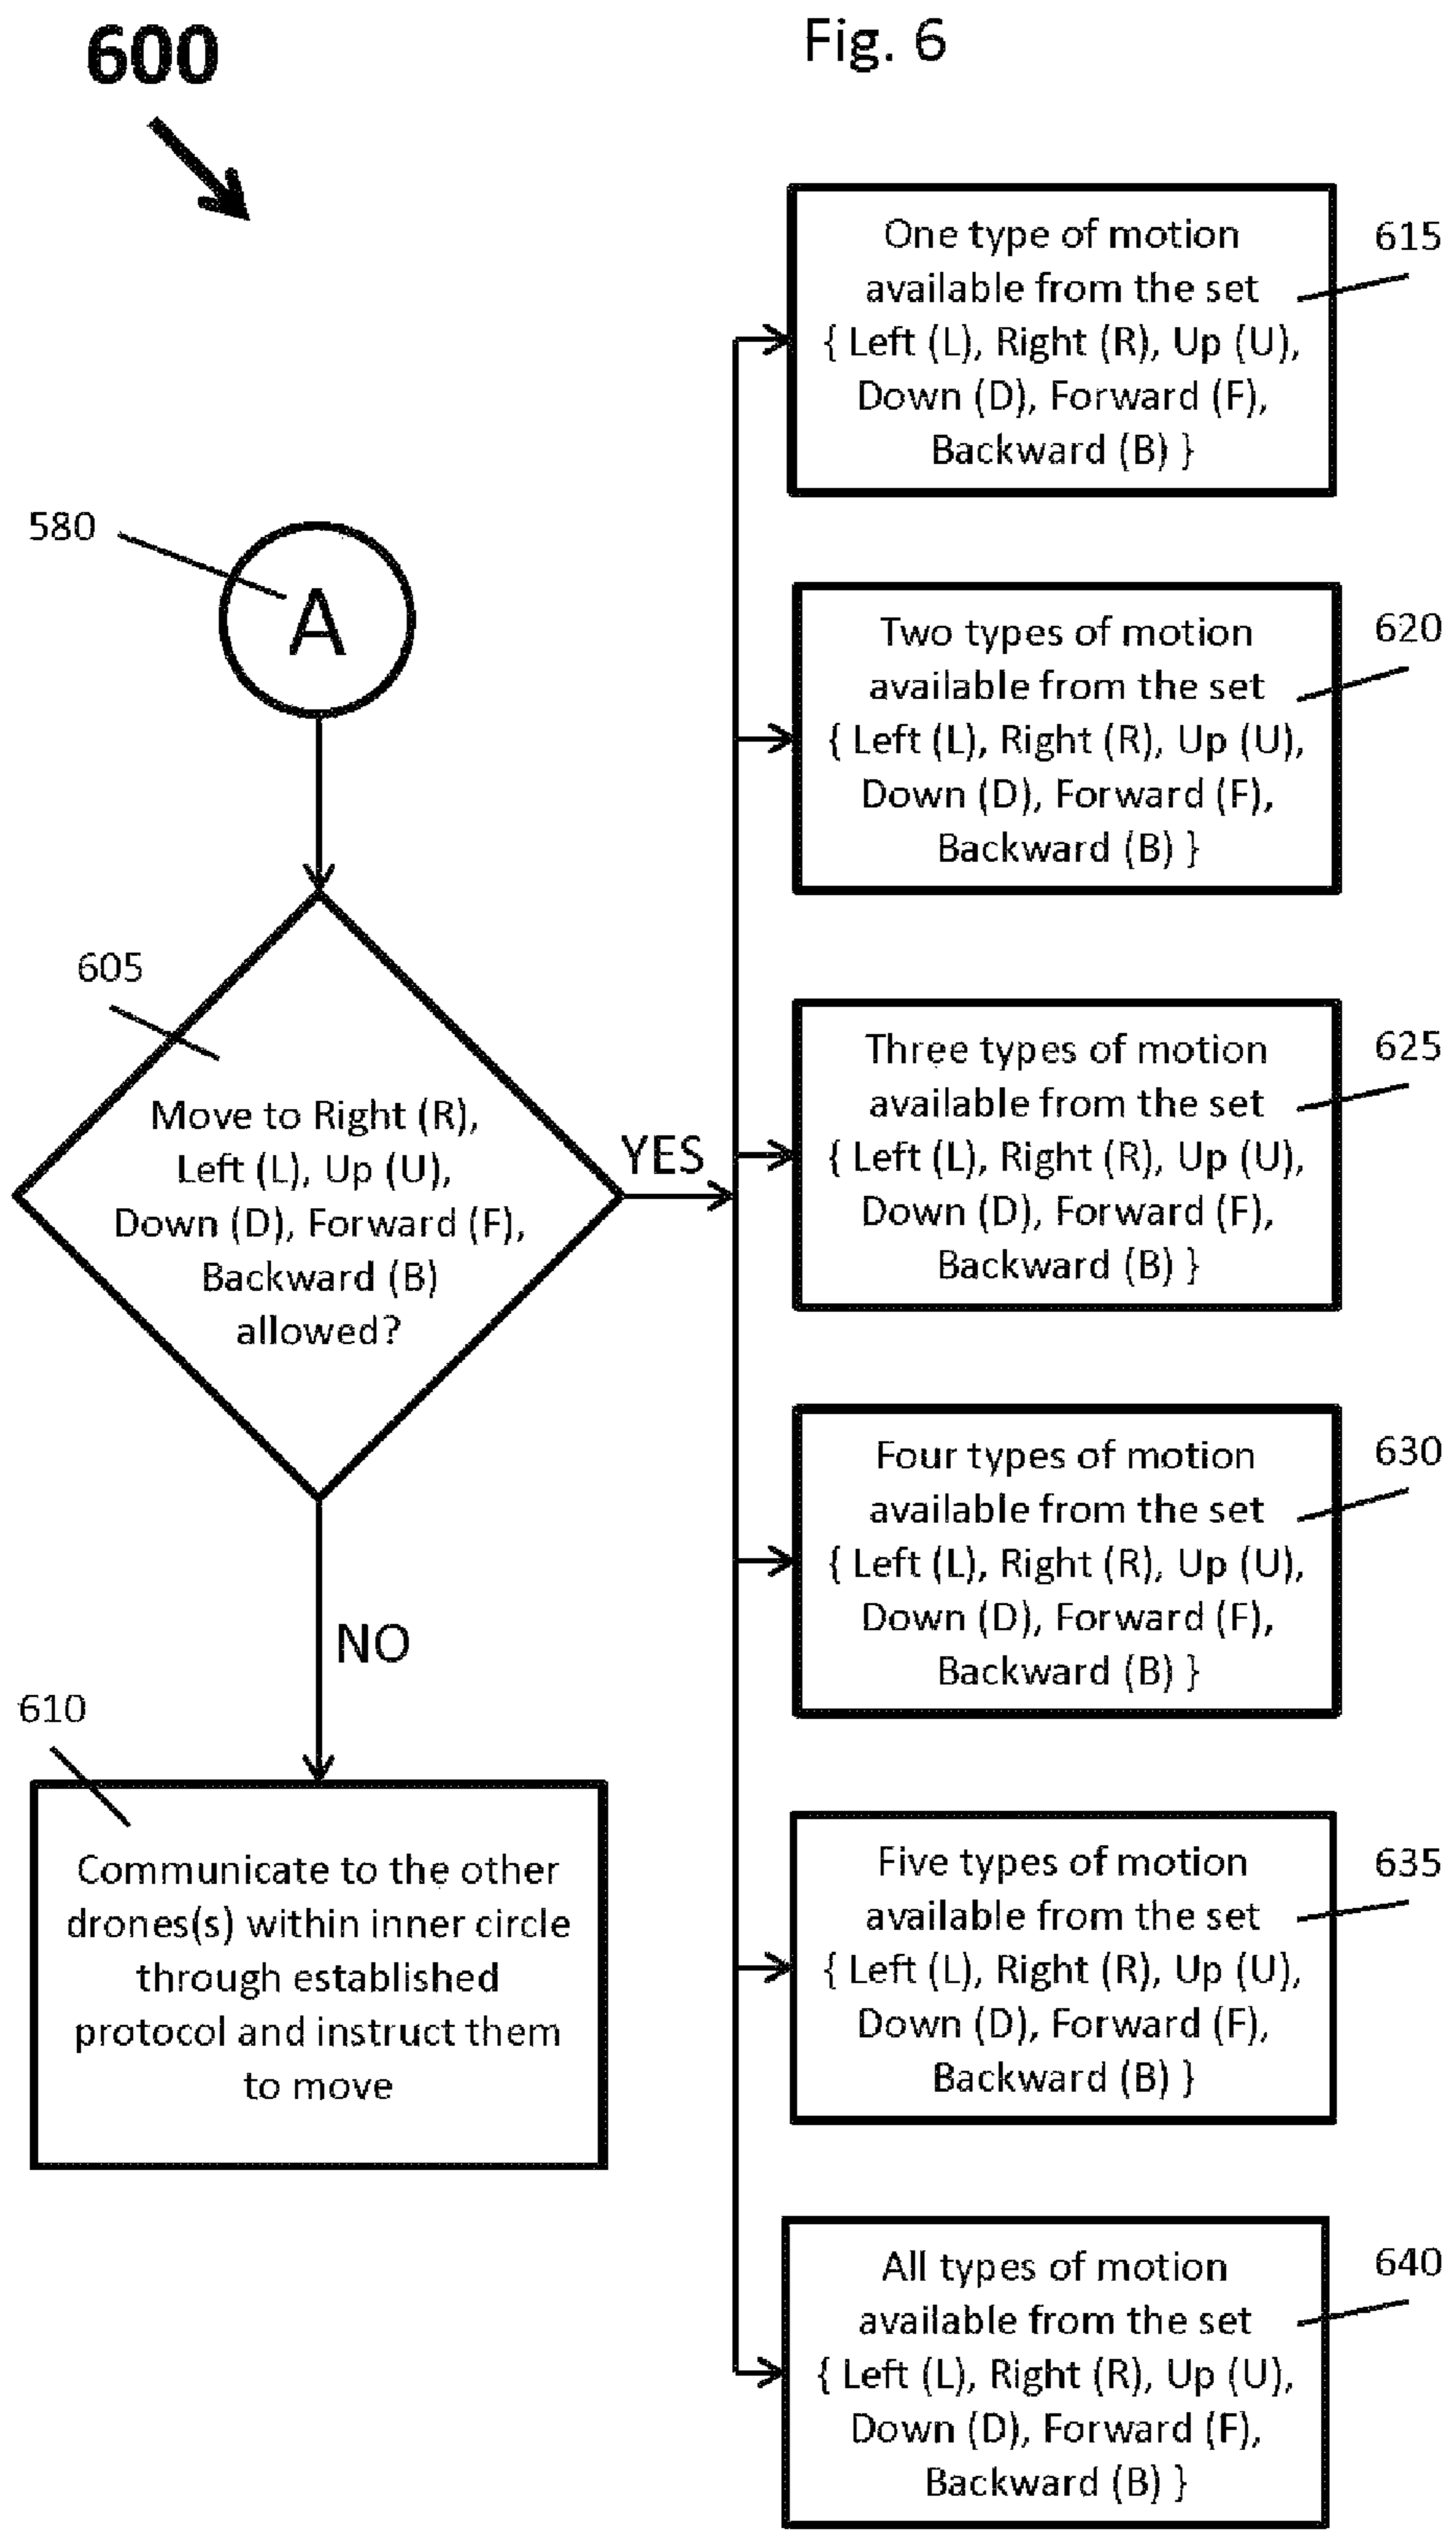 600
Fig. 6
One type of motion
available from the set
{ Left (L), Right (R), Up (U),
Down (D), Forward (F),
Backward (B) }
615
580
A
Two types of motion
available from the set
{ Left (L), Right (R), Up (U),
Down (D), Forward (F),
Backward (B) }
620
605
Move to Right (R),
Left (L), Up (U),
Down (D), Forward (F),
Backward (B)
allowed?
YES
Three types of motion
available from the set
{ Left (L), Right (R), Up (U),
Down (D), Forward (F),
Backward (B) }
625
Four types of motion
available from the set
{ Left (L), Right (R), Up (U),
Down (D), Forward (F),
Backward (B) }
630
NO
610
Communicate to the other
drones(s) within inner circle
through established
protocol and instruct them
to move
Five types of motion
available from the set
{ Left (L), Right (R), Up (U),
Down (D), Forward (F),
Backward (B) }
635
All types of motion
available from the set
{ Left (L), Right (R), Up (U),
Down (D), Forward (F),
Backward (B) }
640